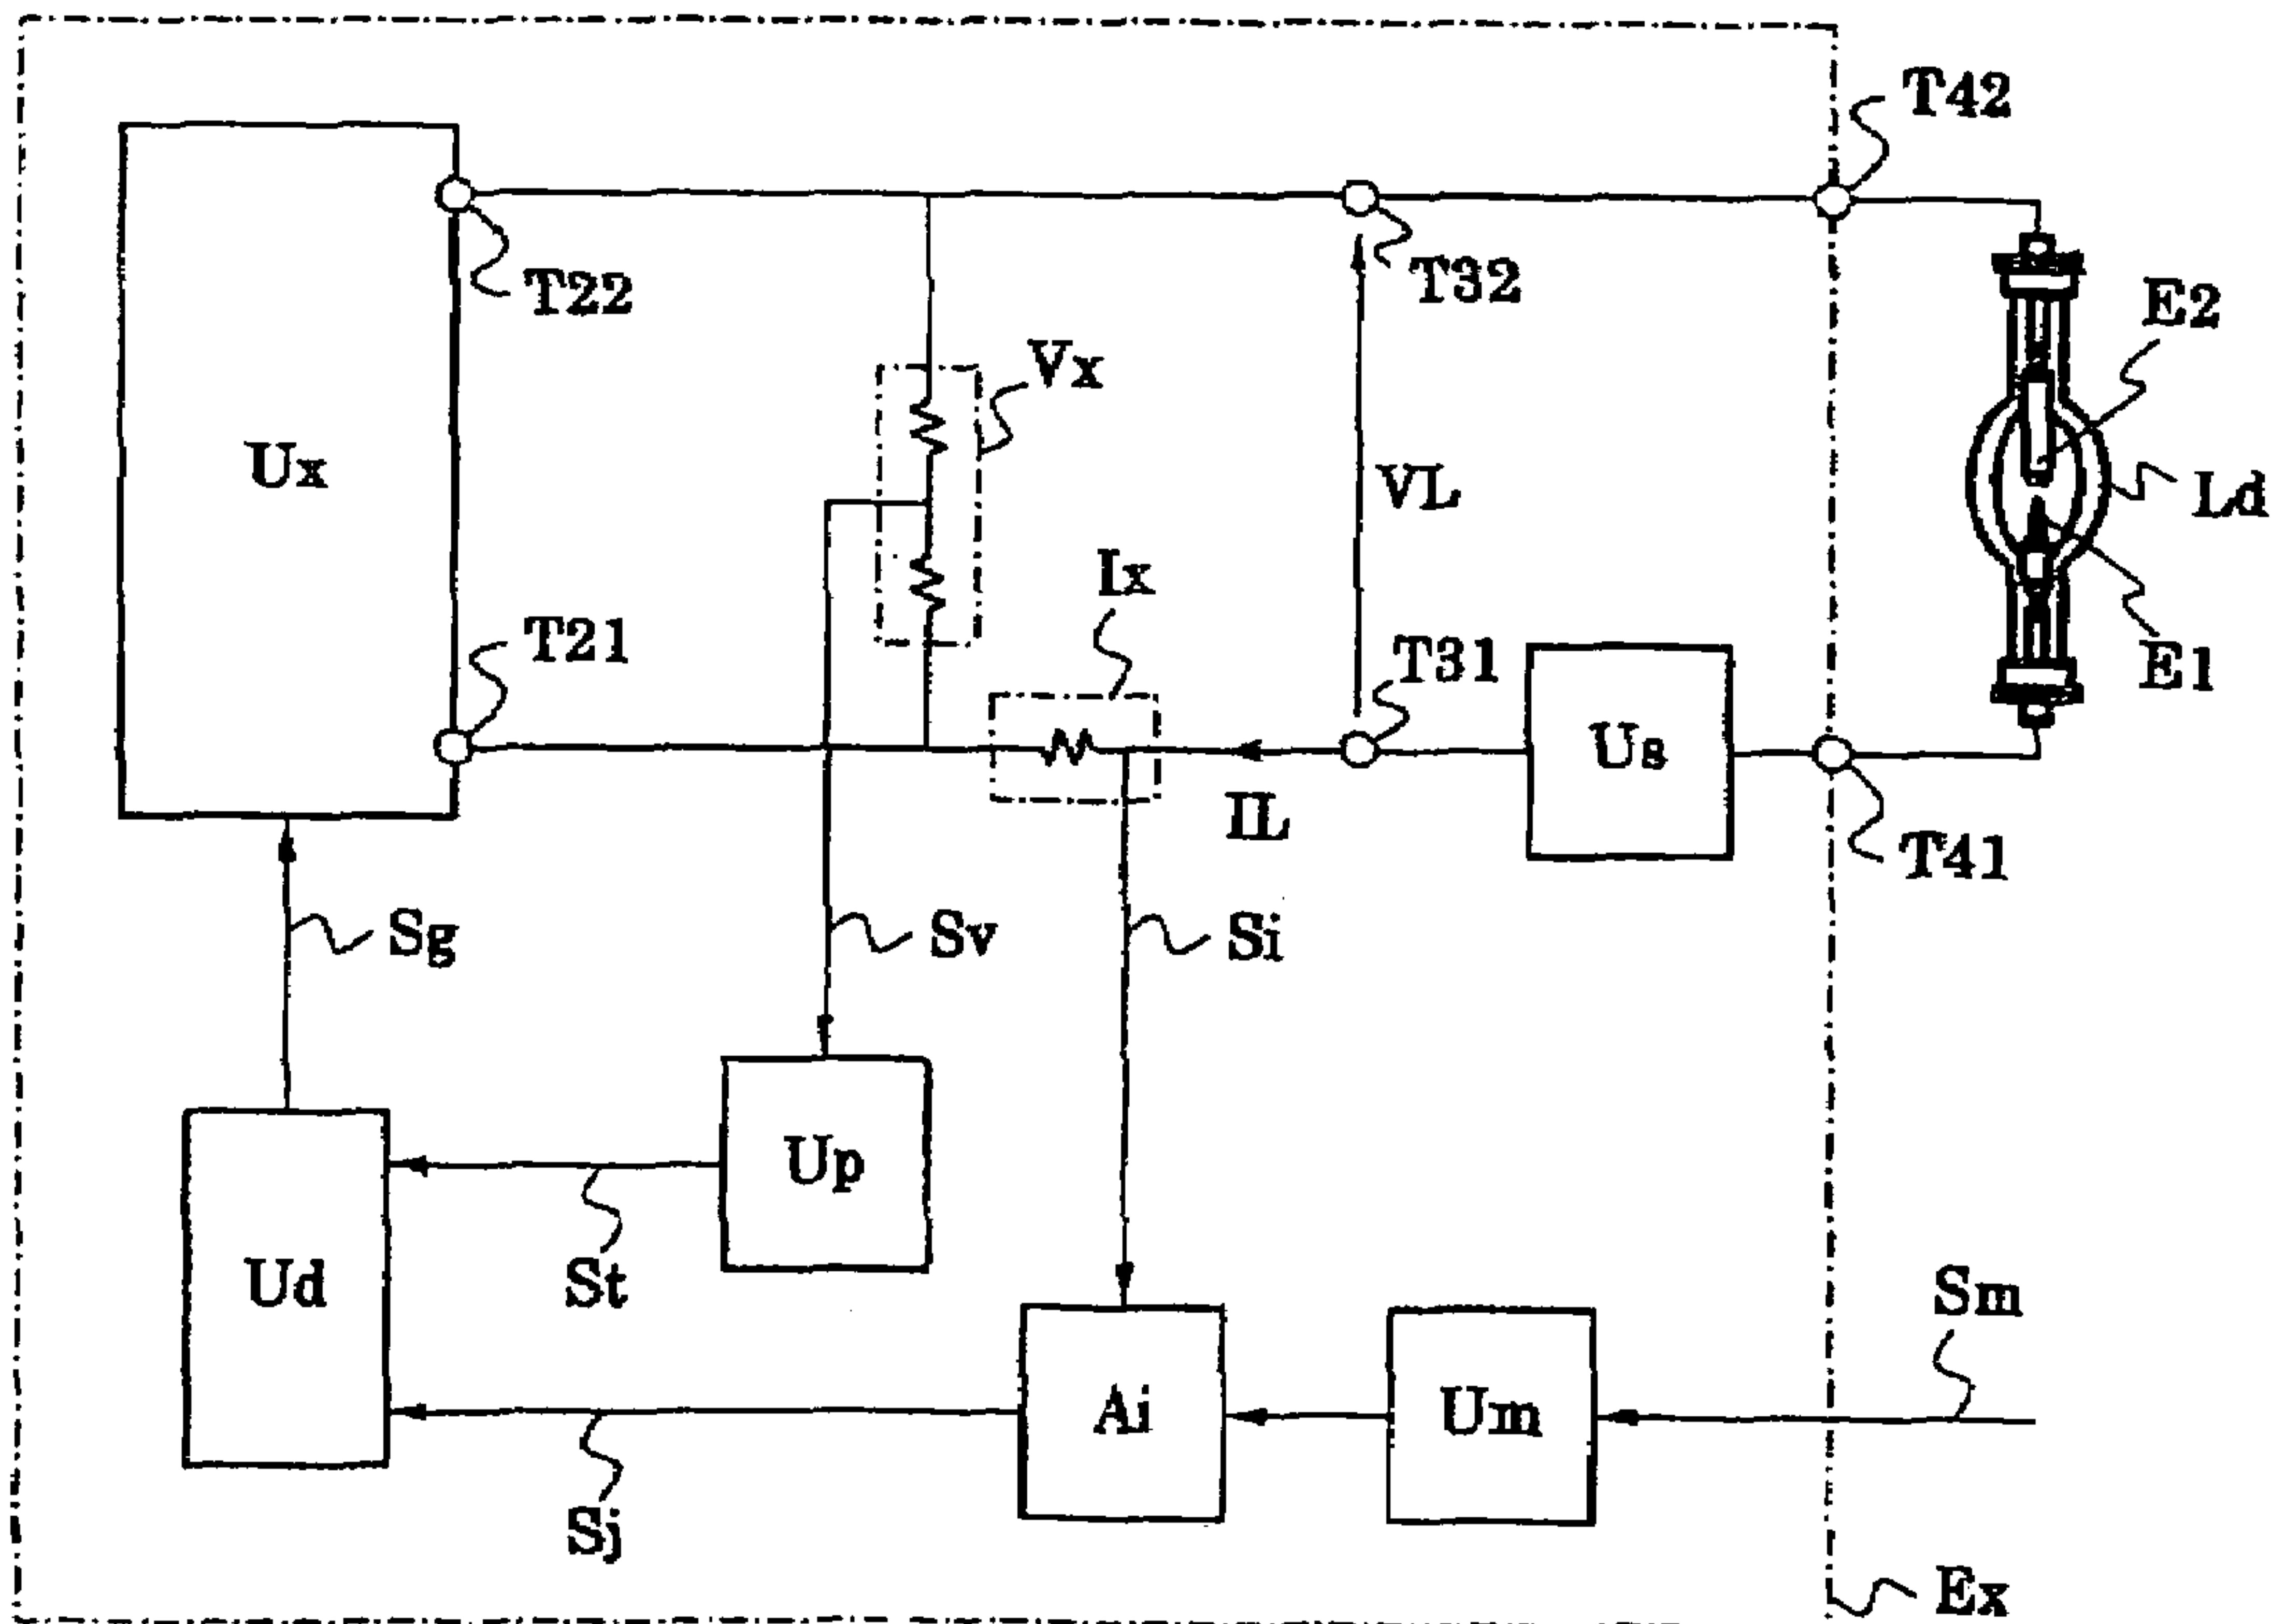 T42
T22
T32
E2
Vx
Ux
VL
Ld
Ix
T21
T31
E1
Us
IL
T41
Sg
Sv
Si
Up
Ud
St
Sm
Ai
Um
Sj
Ex